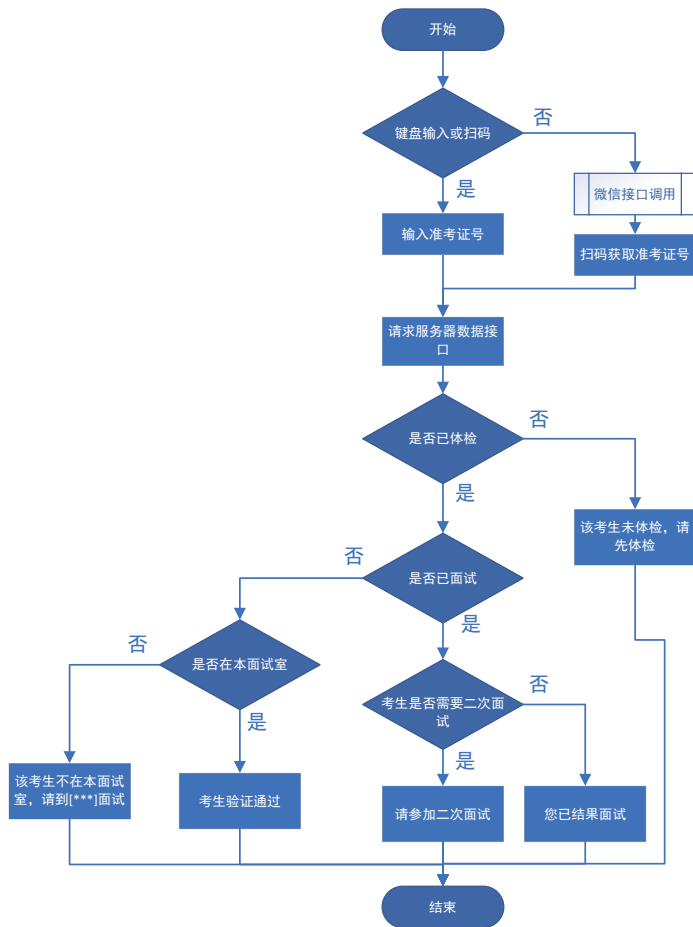 开始
键盘输入或扫码
否
是
微信接口调用
输入准考证号
扫码获取准考证号
请求服务器数据接
口
是否已体检
否
是
该考生未体检，请
先体检
是否已面试
否
是
是否在本面试室
否
是
考生是否需要二次面
试
否
是
该考生不在本面试
室，请到[***]面试
考生验证通过
请参加二次面试
您已结果面试
结束